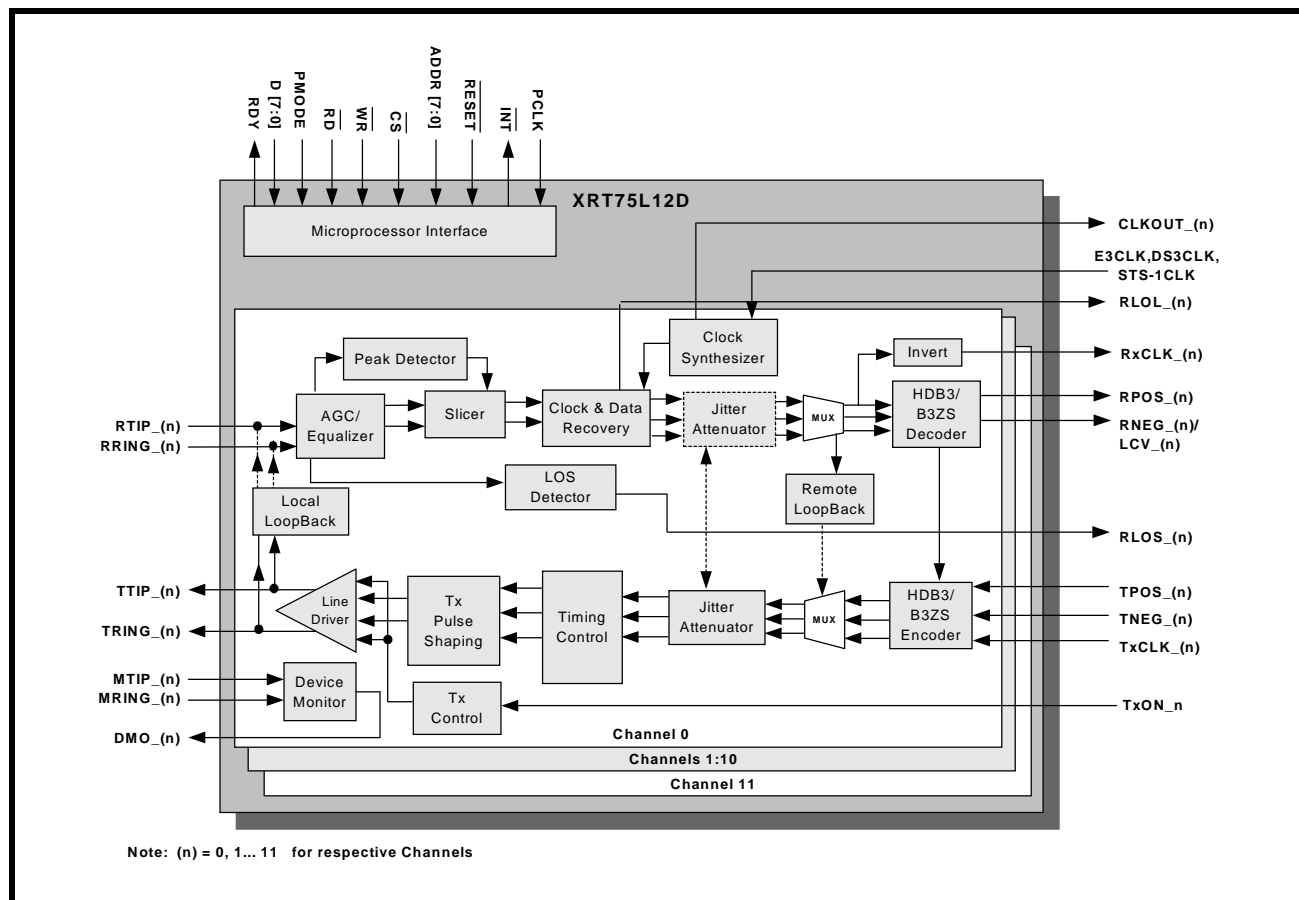 RDY
D [7:0]
PMODE
RD
WR
CS
ADDR [7:0]
RESET
INT
PCLK
XRT75L12D
Microprocessor Interface
CLKOUT_(n)
E3CLK,DS3CLK,
STS-1CLK
RLOL_(n)
Clock
Synthesizer
Peak Detector
Invert
RxCLK_(n)
RTIP_(n)
RRING_(n)
AGC/
Equalizer
Slicer
Clock & Data
Recovery
Jitter
Attenuator
MUX
HDB3/
B3ZS
Decoder
RPOS_(n)
RNEG_(n)/
LCV_(n)
LOS
Detector
Remote
LoopBack
Local
LoopBack
RLOS_(n)
TTIP_(n)
TRING_(n)
Line
Driver
Tx
Pulse
Shaping
Timing
Control
Jitter
Attenuator
MUX
HDB3/
B3ZS
Encoder
TPOS_(n)
TNEG_(n)
TxCLK_(n)
MTIP_(n)
MRING_(n)
Device
Monitor
Tx
Control
TxON_n
DMO_(n)
Channel 0
Channels 1:10
Channel 11
Note: (n) = 0, 1... 11 for respective Channels